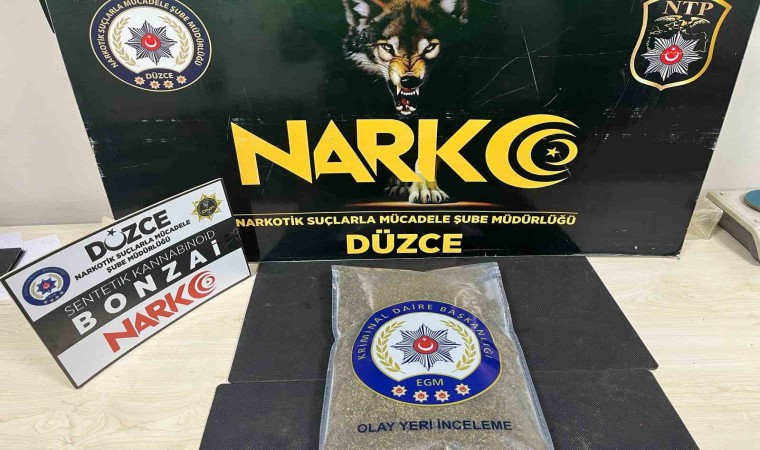 NARKOTİK SUÇLARLA MÜCADELE ŞUBE MÜDÜRLÜĞÜ
DÜZCE
NTP
NARKO
NARKOTİK SUÇLARLA MÜCADELE ŞUBE MÜDÜRLÜĞÜ
DÜZCE
DÜZCE
NARKOTİK SUÇLARLA MÜCADELE
ŞUBE MÜDÜRLÜĞÜ
SENTETİK KANNABİNOİD
BONZAİ
NARKO
KRİMİNAL DAİRE BAŞKANLIĞI
EGM
OLAY YERİ İNCELEME